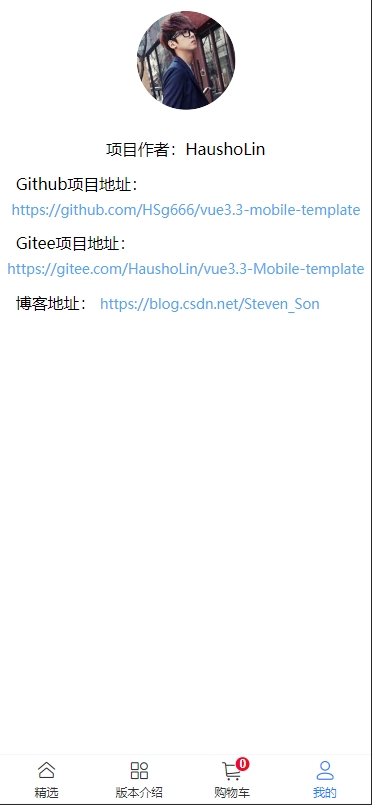 项目作者：HaushoLin
Github项目地址：
https://github.com/HSg666/vue3.3-mobile-template
Gitee项目地址：
https://gitee.com/HaushoLin/vue3.3-Mobile-template
博客地址： https://blog.csdn.net/Steven_Son
0
精选 版本介绍 购物车 我的